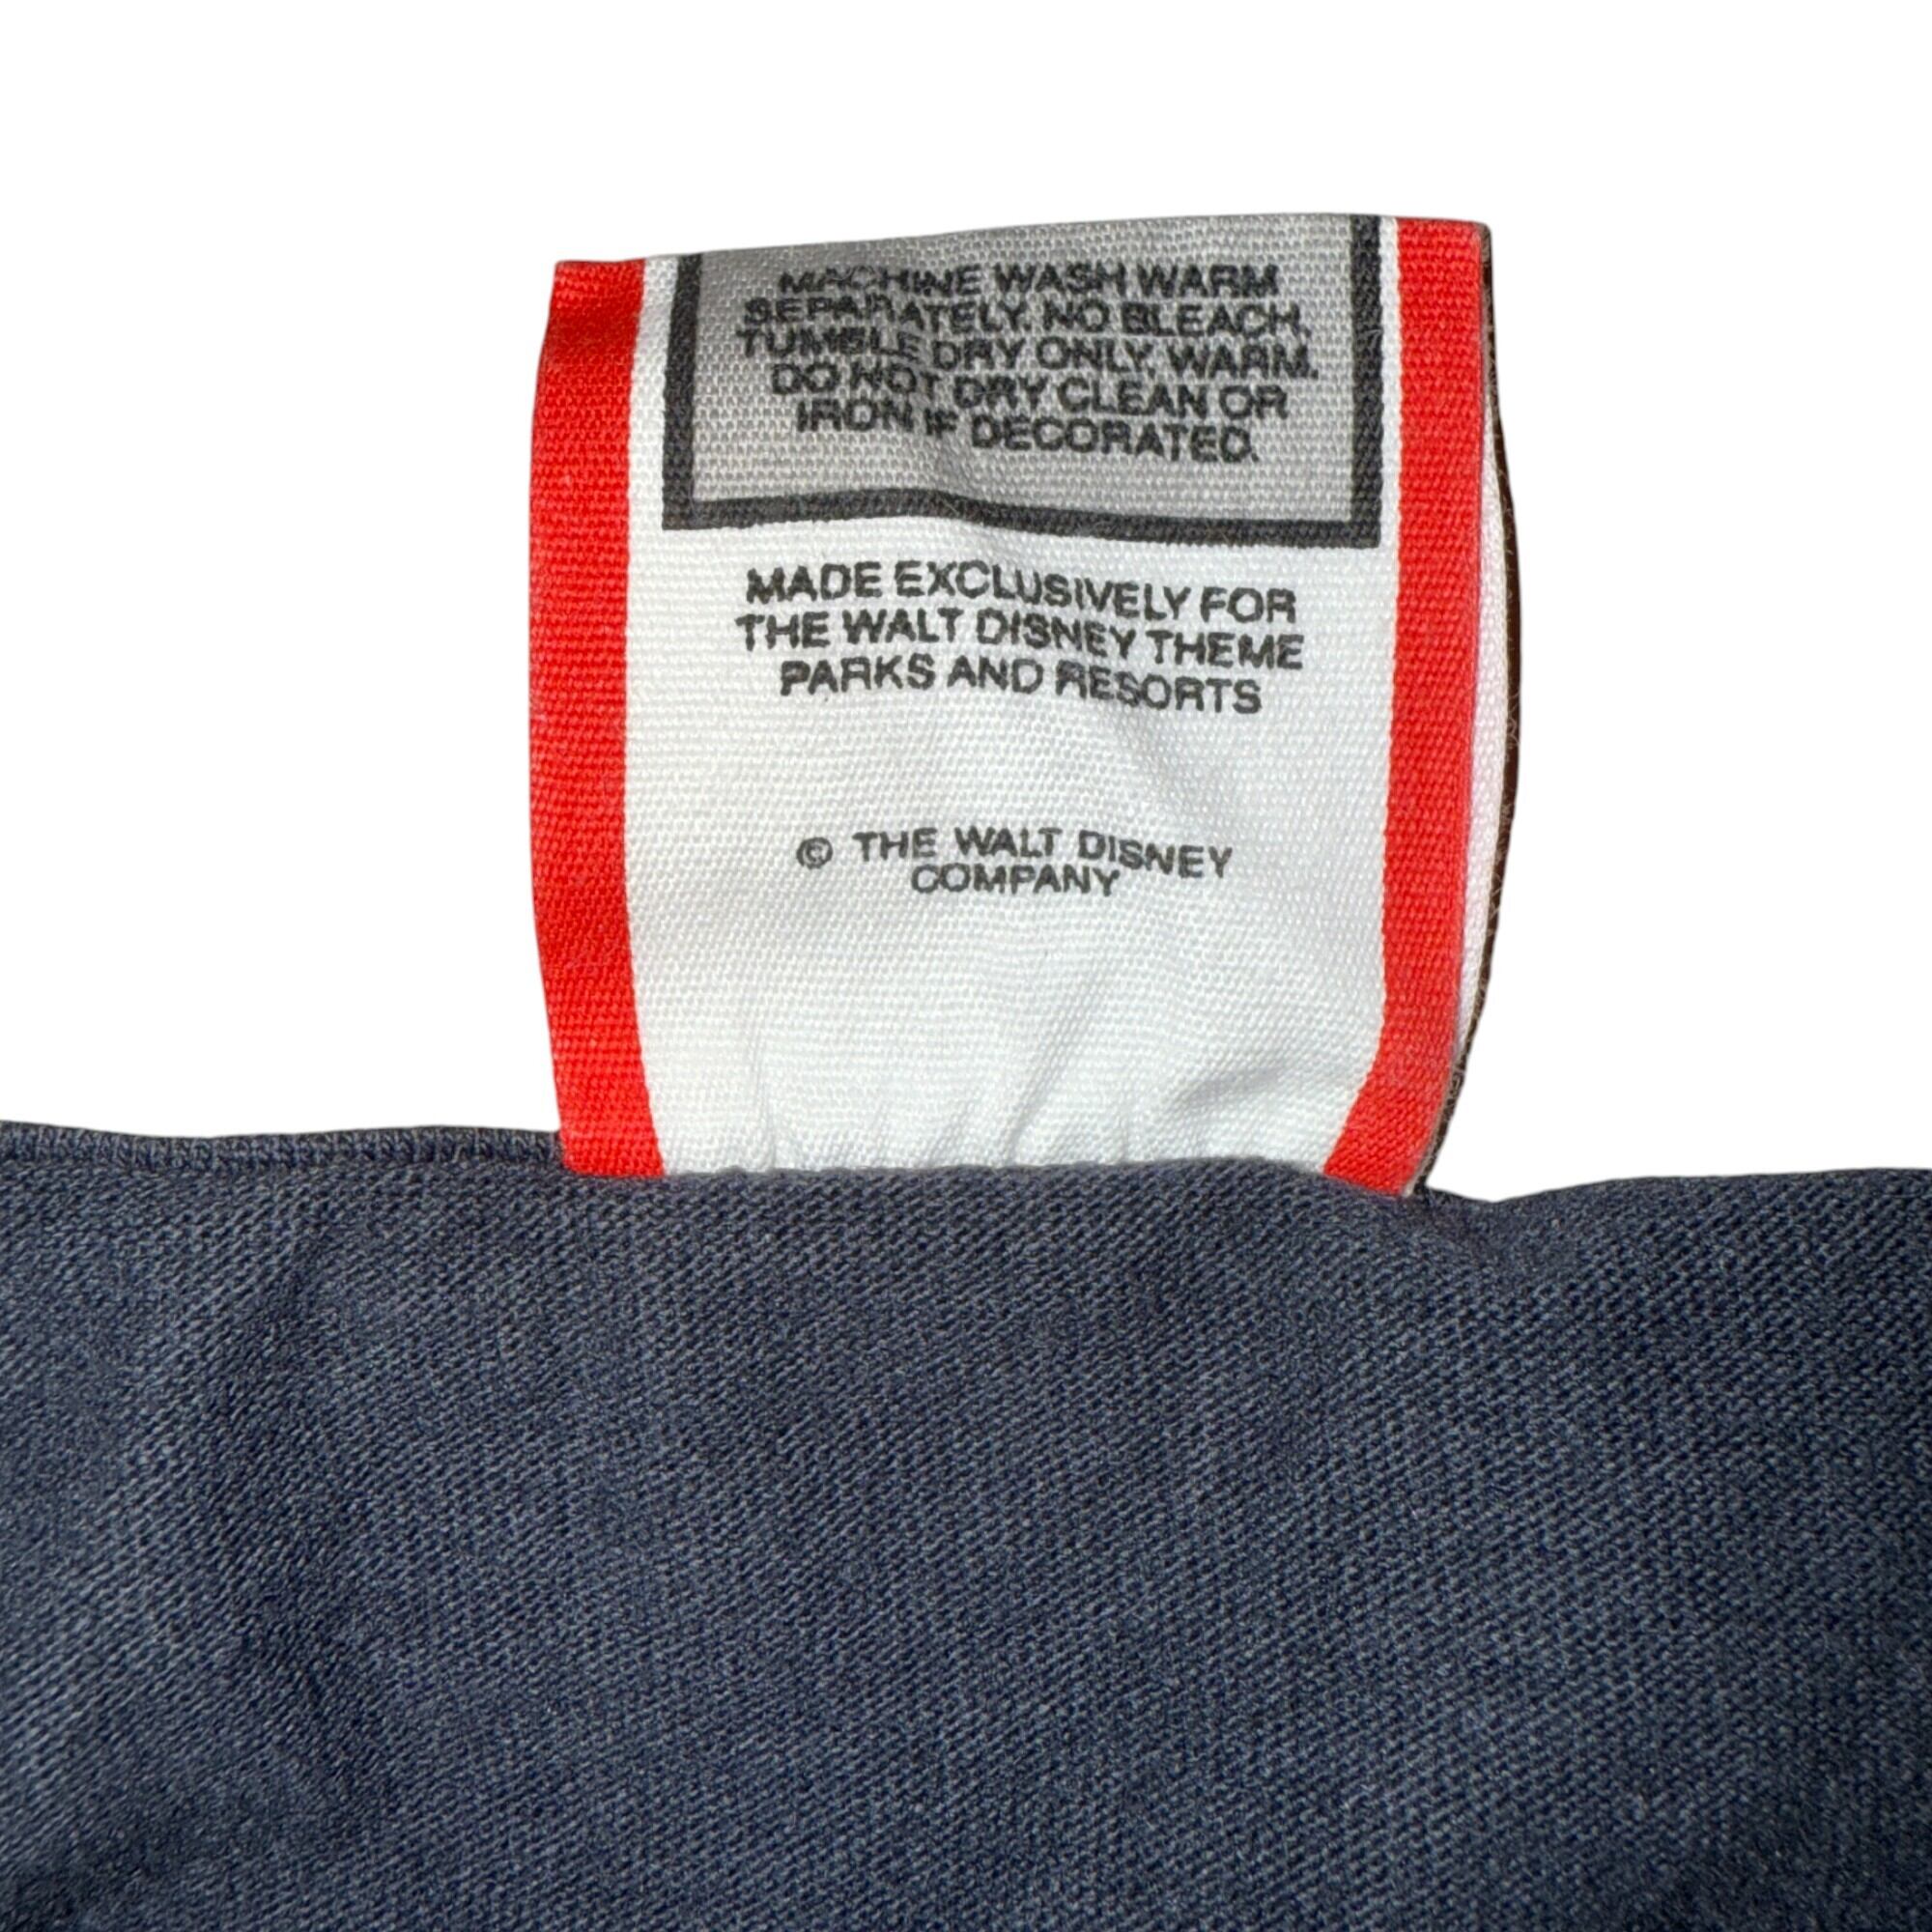 MACHINE WASH WARM
SEPARATELY. NO BLEACH.
TUMBLE DRY ONLY, WARM.
DO NOT DRY CLEAN OR
IRON IF DECORATED.
MADE EXCLUSIVELY FOR
THE WALT DISNEY THEME
PARKS AND RESORTS
© THE WALT DISNEY
COMPANY